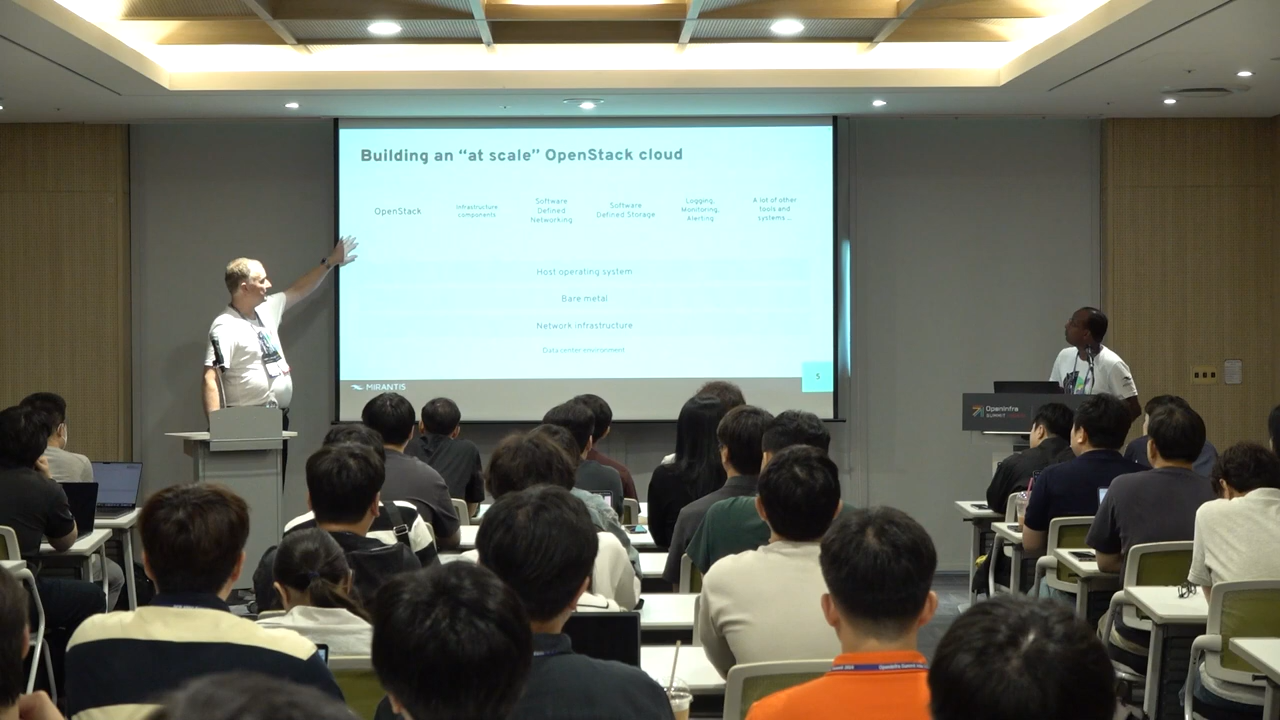 Building an “at scale” OpenStack cloud
OpenStack
Infrastructure
components
Software
Defined
Networking
Software
Defined Storage
Logging,
Monitoring,
Alerting
A lot of other
tools and
systems ...
Host operating system
Bare metal
Network infrastructure
Data center environment
5
MIRANTIS
OpenInfra
SUMMIT